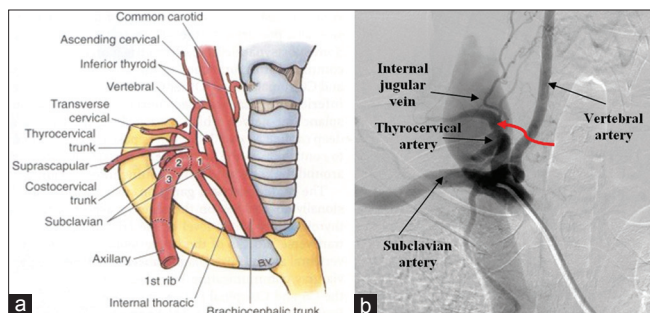 Common carotid
Ascending cervical
Inferior thyroid
Vertebral
Transverse
cervical
Thyrocervical
trunk
Suprascapular
Costocervical
trunk
Subclavian
Axillary
1st rib
Internal thoracic
Brachiocephalic trunk
1
2
3
B.V.
a
Internal
jugular
vein
Thyrocervical
artery
Vertebral
artery
Subclavian
artery
b